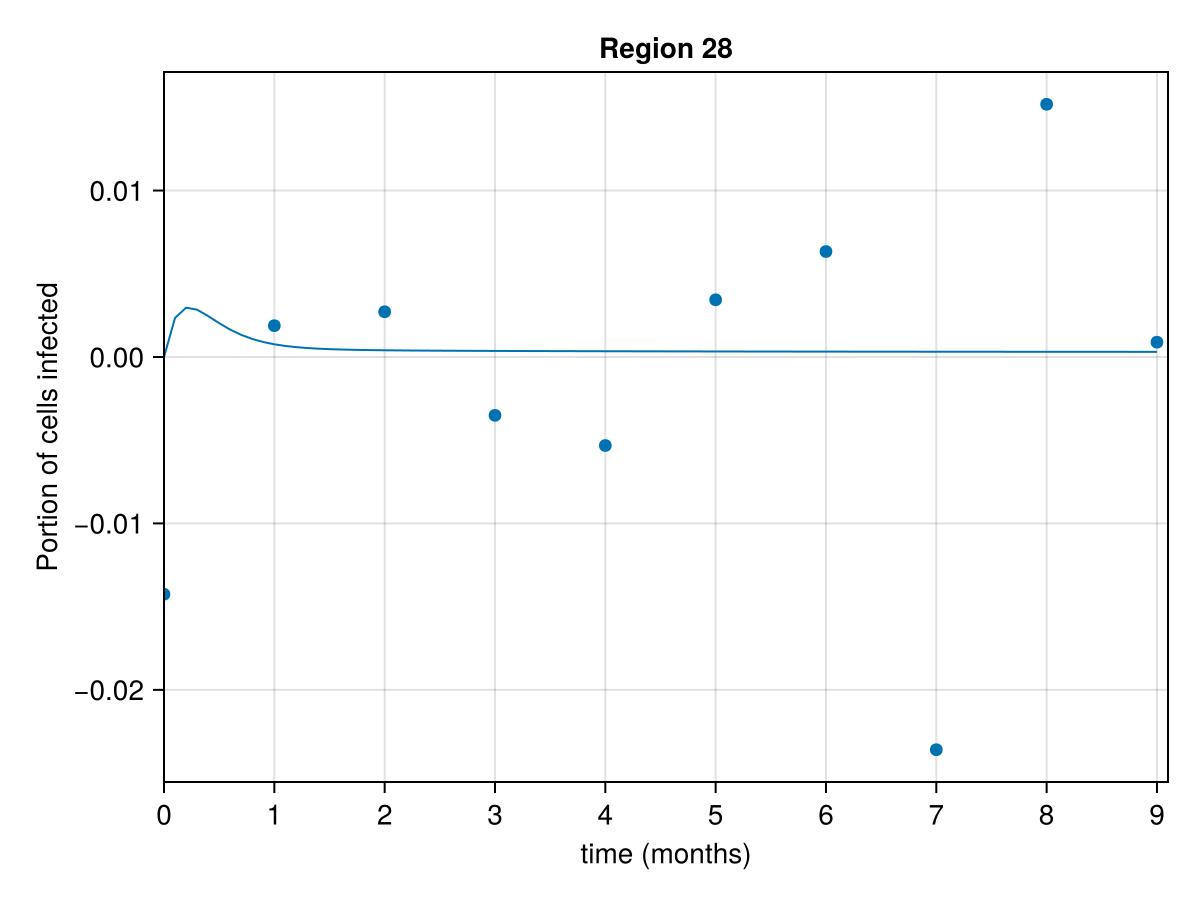 Region 28
Portion of cells infected
0.01
0.00
−0.01
−0.02
0 1 2 3 4 5 6 7 8 9
time (months)